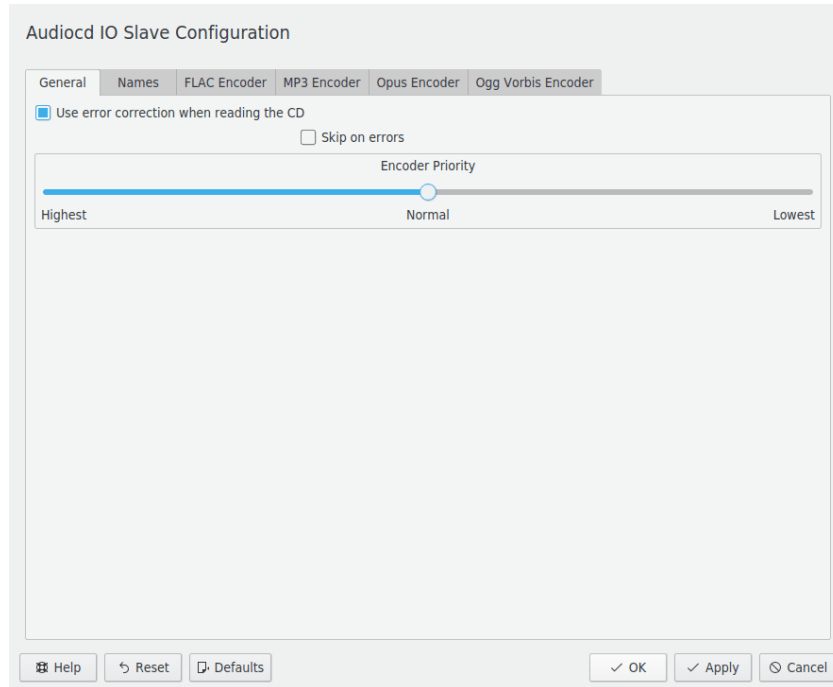 Audiocd IO Slave Configuration
General Names FLAC Encoder MP3 Encoder Opus Encoder Ogg Vorbis Encoder
Use error correction when reading the CD
Skip on errors
Encoder Priority
Highest Normal Lowest
Help Reset Defaults OK Apply Cancel